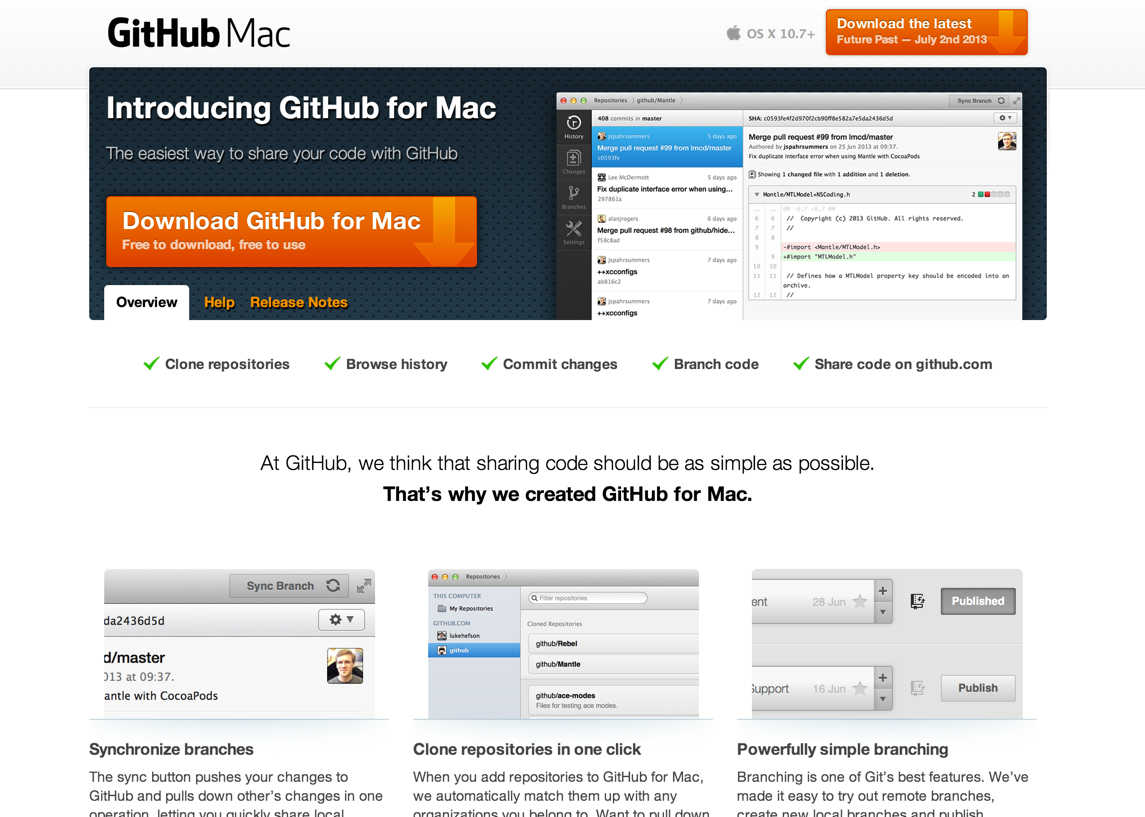 GitHub Mac
OS X 10.7+
Download the latest
Future Past — July 2nd 2013
Introducing GitHub for Mac
The easiest way to share your code with GitHub
Download GitHub for Mac
Free to download, free to use
Overview
Help
Release Notes
Repositories
github/Mantle
Sync Branch
History
Changes
Branches
Settings
408 commits in master
jspahrsummers
5 days ago
Merge pull request #99 from lmcd/master
c0593fe
Lee McDermott
5 days ago
Fix duplicate interface error when using...
297861a
alanjrogers
6 days ago
Merge pull request #98 from github/hide...
f58c8ad
jspahrsummers
7 days ago
++xcconfigs
ab816c2
jspahrsummers
7 days ago
++xcconfigs
SHA: c0593fe4f2d970f2cb90ff8e582a7e5da2436d5d
Merge pull request #99 from lmcd/master
Authored by jspahrsummers on 25 Jun 2013 at 09:37.
Fix duplicate interface error when using Mantle with CocoaPods
Showing 1 changed file with 1 addition and 1 deletion.
Mantle/MTLModel+NSCoding.h
2
... ... @@ -6,7 +6,7 @@
6 6 // Copyright (c) 2013 GitHub. All rights reserved.
7 7 //
8 8
9 -#import <Mantle/MTLModel.h>
9 +#import "MTLModel.h"
10 10
11 11 // Defines how a MTLModel property key should be encoded into an
archive.
12 12 //
Clone repositories
Browse history
Commit changes
Branch code
Share code on github.com
At GitHub, we think that sharing code should be as simple as possible.
That's why we created GitHub for Mac.
Sync Branch
da2436d5d
d/master
013 at 09:37.
antle with CocoaPods
Repositories
THIS COMPUTER
My Repositories
GITHUB.COM
lukehefson
github
Filter repositories
Cloned Repositories
github/Rebel
github/Mantle
github/ace-modes
Files for testing ace modes.
ent
28 Jun
Published
Support
16 Jun
Publish
Synchronize branches
The sync button pushes your changes to
GitHub and pulls down other's changes in one
operation, letting you quickly share local
Clone repositories in one click
When you add repositories to GitHub for Mac,
we automatically match them up with any
organizations you belong to. Want to pull down
Powerfully simple branching
Branching is one of Git's best features. We've
made it easy to try out remote branches,
create new local branches and publish